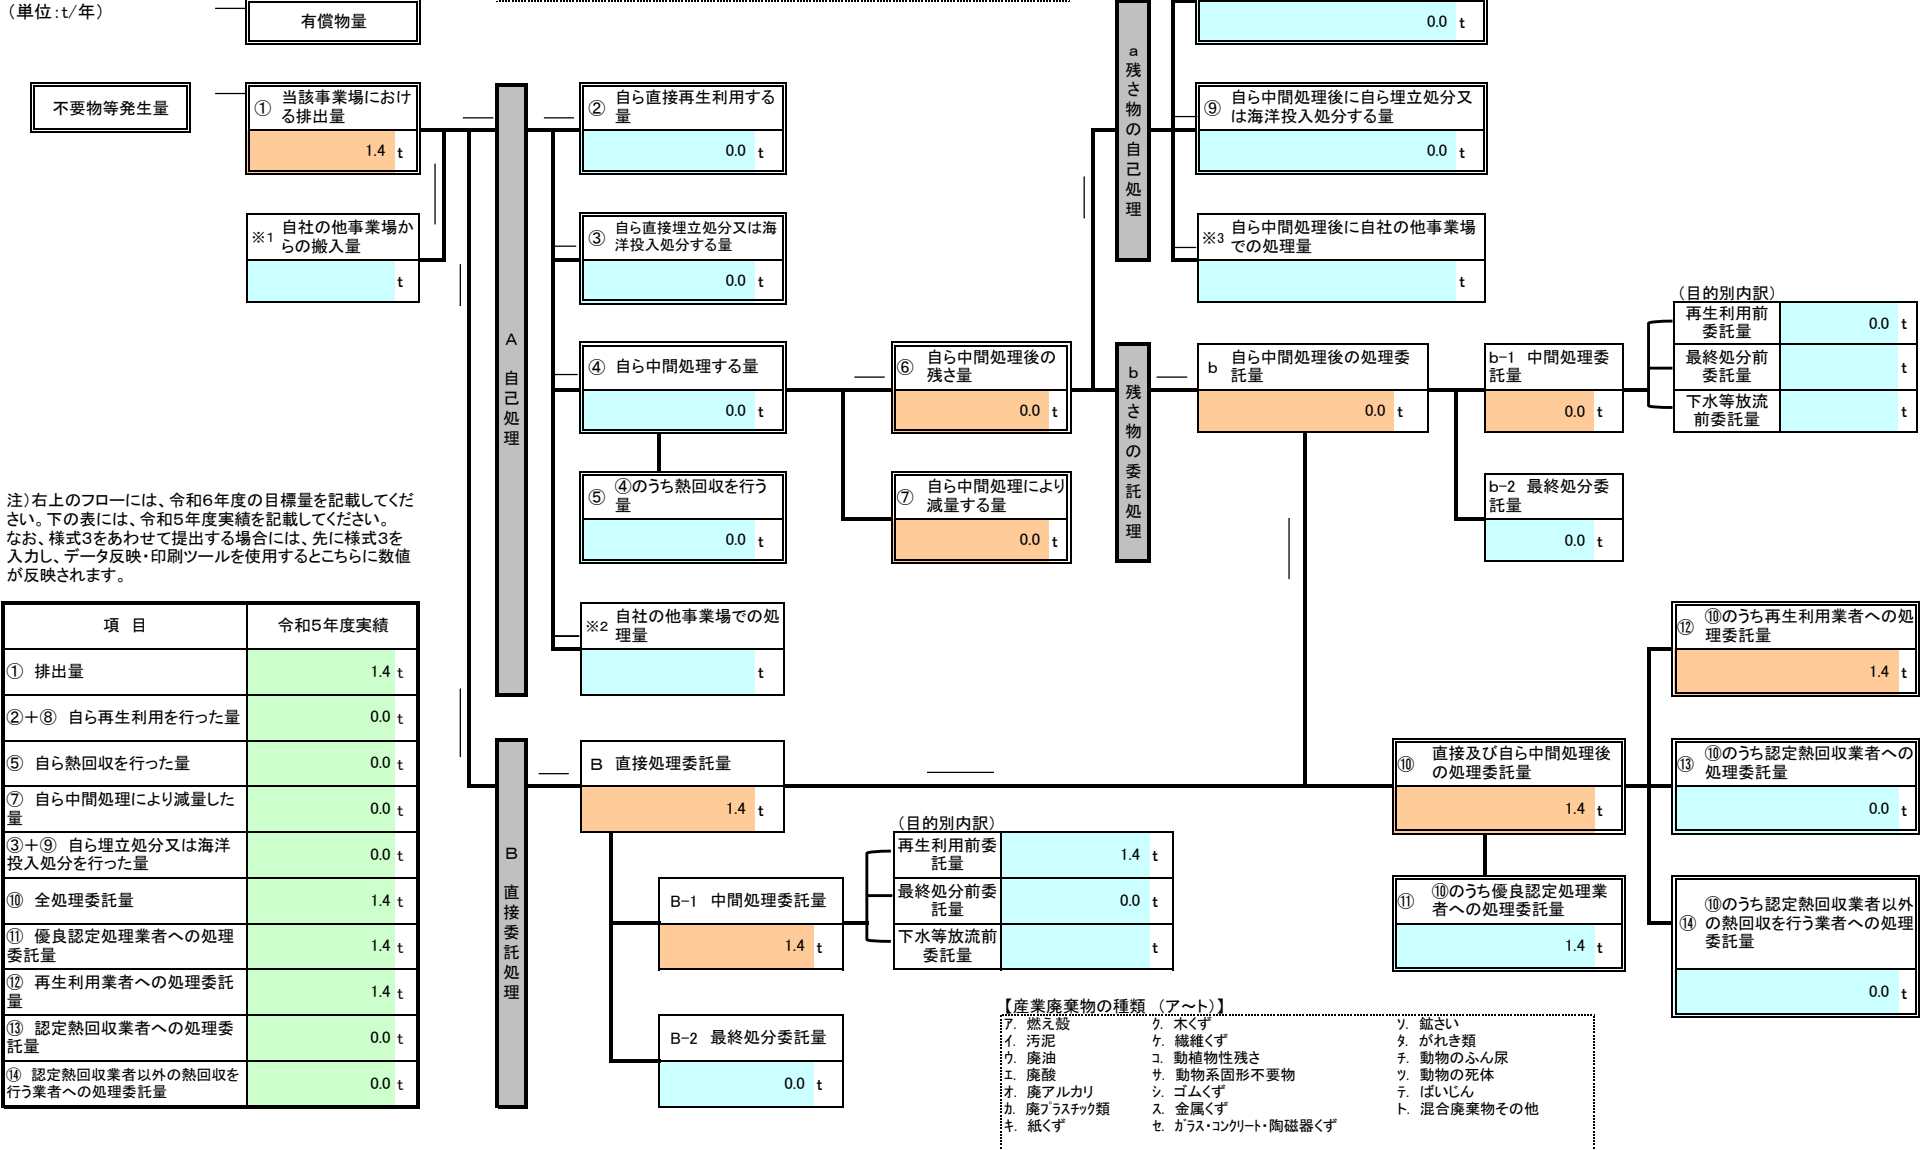 （単位：t/年）
有償物量
0.0 t
不要物等発生量
① 当該事業場におけ
る排出量
1.4 t
※1 自社の他事業場か
らの搬入量
t
A 自己処理
② 自ら直接再生利用する
量
0.0 t
③ 自ら直接埋立処分又は海
洋投入処分する量
0.0 t
④ 自ら中間処理する量
0.0 t
⑤ ④のうち熱回収を行う
量
0.0 t
※2 自社の他事業場での処
理量
t
⑥ 自ら中間処理後の
残さ量
0.0 t
⑦ 自ら中間処理により
減量する量
0.0 t
a 残さ物の自己処理
⑨ 自ら中間処理後に自ら埋立処分又
は海洋投入処分する量
0.0 t
※3 自ら中間処理後に自社の他事業場
での処理量
t
b 残さ物の委託処理
b 自ら中間処理後の処理委
託量
0.0 t
b-1 中間処理委
託量
0.0 t
（目的別内訳）
再生利用前
委託量
0.0 t
最終処分前
委託量
t
下水等放流
前委託量
t
b-2 最終処分委
託量
0.0 t
注）右上のフローには、令和６年度の目標量を記載してくだ
さい。下の表には、令和５年度実績を記載してください。
なお、様式３をあわせて提出する場合には、先に様式３を
入力し、データ反映・印刷ツールを使用するとこちらに数値
が反映されます。
項 目 令和５年度実績
① 排出量 1.4 t
②＋⑧ 自ら再生利用を行った量 0.0 t
⑤ 自ら熱回収を行った量 0.0 t
⑦ 自ら中間処理により減量した
量 0.0 t
③＋⑨ 自ら埋立処分又は海洋
投入処分を行った量 0.0 t
⑩ 全処理委託量 1.4 t
⑪ 優良認定処理業者への処理
委託量 1.4 t
⑫ 再生利用業者への処理委託
量 1.4 t
⑬ 認定熱回収業者への処理委
託量 0.0 t
⑭ 認定熱回収業者以外の熱回収を
行う業者への処理委託量 0.0 t
B 直接委託処理
B 直接処理委託量
1.4 t
B-1 中間処理委託量
1.4 t
（目的別内訳）
再生利用前委
託量
1.4 t
最終処分前委
託量
0.0 t
下水等放流前
委託量
t
B-2 最終処分委託量
0.0 t
⑩ 直接及び自ら中間処理後
の処理委託量
1.4 t
⑪ ⑩のうち優良認定処理業
者への処理委託量
1.4 t
⑫ ⑩のうち再生利用業者への処
理委託量
1.4 t
⑬ ⑩のうち認定熱回収業者への
処理委託量
0.0 t
⑭ ⑩のうち認定熱回収業者以外
の熱回収を行う業者への処理
委託量
0.0 t
【産業廃棄物の種類 （ア～ト）】
ｱ. 燃え殻 ｸ. 木くず ｿ. 鉱さい
ｲ. 汚泥 ｹ. 繊維くず ﾀ. がれき類
ｳ. 廃油 ｺ. 動植物性残さ ﾁ. 動物のふん尿
ｴ. 廃酸 ｻ. 動物系固形不要物 ﾂ. 動物の死体
ｵ. 廃アルカリ ｼ. ゴムくず ﾃ. ばいじん
ｶ. 廃ﾌﾟﾗｽﾁｯｸ類 ｽ. 金属くず ﾄ. 混合廃棄物その他
ｷ. 紙くず ｾ. ｶﾞﾗｽ・ｺﾝｸﾘｰﾄ・陶磁器くず